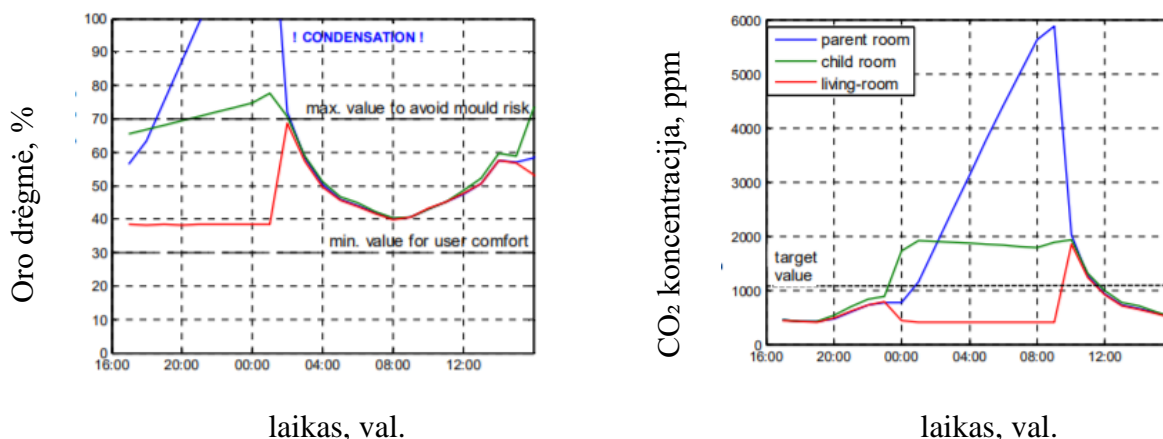 Oro drėgmė, %
100
90
80
70
60
50
40
30
20
10
0
! CONDENSATION !
max. value to avoid mould risk
min. value for user comfort
16:00 20:00 00:00 04:00 08:00 12:00
laikas, val.
CO₂ koncentracija, ppm
6000
5000
4000
3000
2000
1000
0
parent room
child room
living-room
target
value
16:00 20:00 00:00 04:00 08:00 12:00
laikas, val.